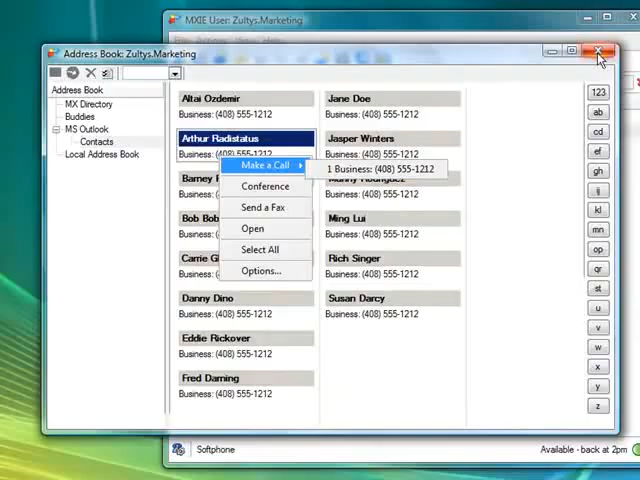 MXIE User: Zultys.Marketing
Address Book: Zultys.Marketing
Address Book
MX Directory
Buddies
MS Outlook
Contacts
Local Address Book
Altai Ozdemir
Business: (408) 555-1212
Arthur Radistatus
Business: (408) 555-1212
Barney
Business:
Bob Bob
Business:
Carrie
Business:
Danny Dino
Business: (408) 555-1212
Eddie Rickover
Business: (408) 555-1212
Fred Darning
Business: (408) 555-1212
Make a Call
Conference
Send a Fax
Open
Select All
Options...
1 Business: (408) 555-1212
Jane Doe
Business: (408) 555-1212
Jasper Winters
Business: (408) 555-1212
Ming Lui
Business: (408) 555-1212
Rich Singer
Business: (408) 555-1212
Susan Darcy
Business: (408) 555-1212
123
ab
cd
ef
gh
ij
kl
mn
op
qr
st
u
v
w
x
y
z
Softphone
Available - back at 2pm